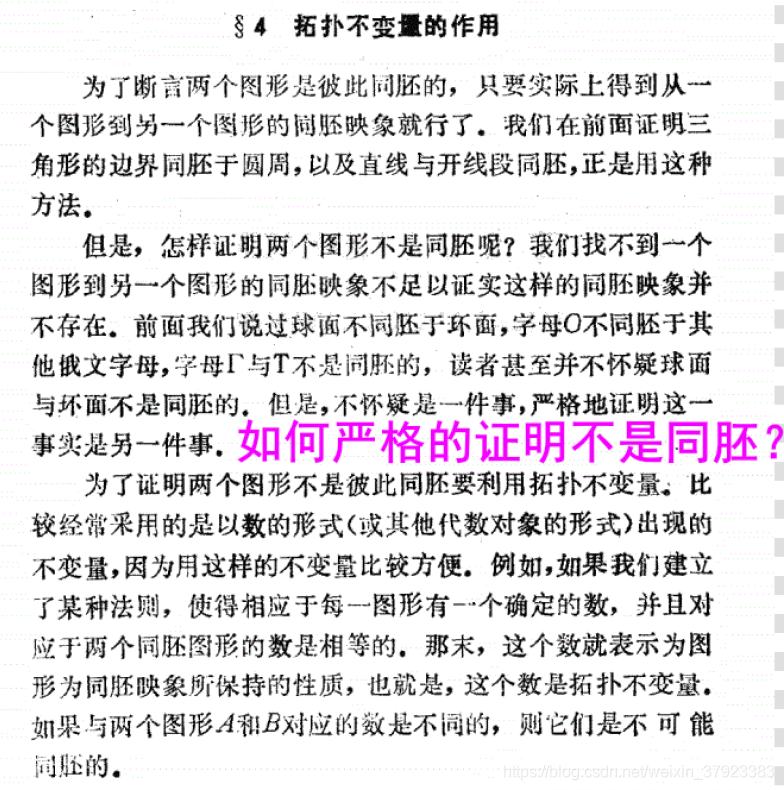 §4 拓扑不变量的作用
为了断言两个图形是彼此同胚的，只要实际上得到从一
个图形到另一个图形的同胚映象就行了。我们在前面证明三
角形的边界同胚于圆周，以及直线与开线段同胚，正是用这种
方法。
但是，怎样证明两个图形不是同胚呢？我们找不到一个
图形到另一个图形的同胚映象不足以证实这样的同胚映象并
不存在。前面我们说过球面不同胚于环面，字母O不同胚于其
他俄文字母，字母Γ与T不是同胚的，读者甚至并不怀疑球面
与环面不是同胚的。但是，不怀疑是一件事，严格地证明这一
事实是另一件事。如何严格的证明不是同胚？
为了证明两个图形不是彼此同胚要利用拓扑不变量。比
较经常采用的是以数的形式(或其他代数对象的形式)出现的
不变量，因为用这样的不变量比较方便。例如，如果我们建立
了某种法则，使得相应于每一图形有一个确定的数，并且对
应于两个同胚图形的数是相等的。那末，这个数就表示为图
形为同胚映象所保持的性质，也就是，这个数是拓扑不变量。
如果与两个图形A和B对应的数是不同的，则它们是不可能
同胚的。
https://blog.csdn.net/weixin_37923383